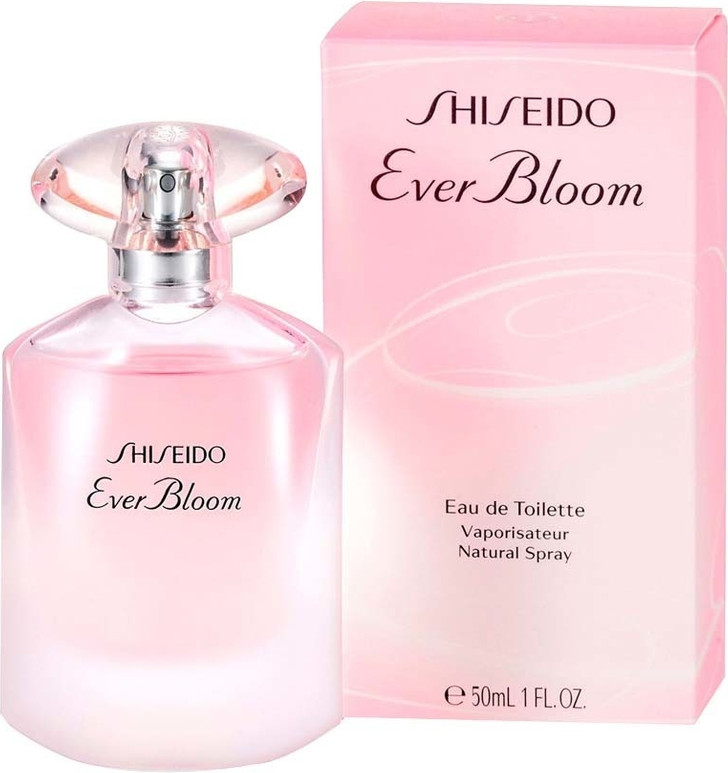 SHISEIDO
Ever Bloom
SHISEIDO
Ever Bloom
Eau de Toilette
Vaporisateur
Natural Spray
℮ 50mL 1 FL.OZ.